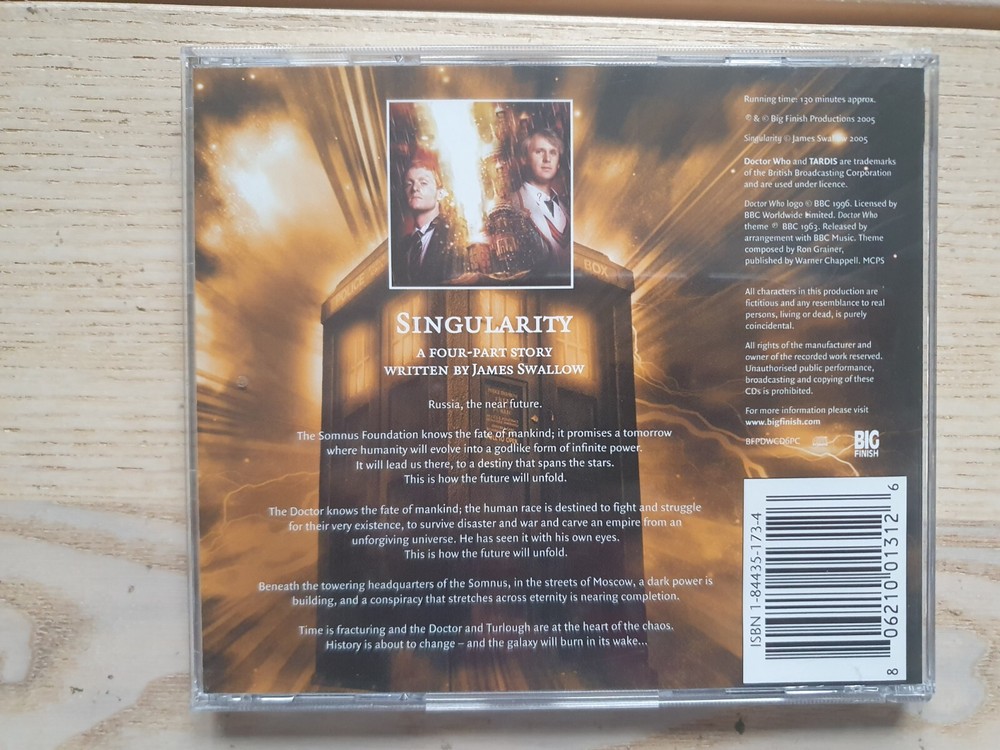 POLICE
BOX
SINGULARITY
A FOUR-PART STORY
WRITTEN BY JAMES SWALLOW
Russia, the near future.
The Somnus Foundation knows the fate of mankind; it promises a tomorrow
where humanity will evolve into a godlike form of infinite power.
It will lead us there, to a destiny that spans the stars.
This is how the future will unfold.
The Doctor knows the fate of mankind; the human race is destined to fight and struggle
for their very existence, to survive disaster and war and carve an empire from an
unforgiving universe. He has seen it with his own eyes.
This is how the future will unfold.
Beneath the towering headquarters of the Somnus, in the streets of Moscow, a dark power is
building, and a conspiracy that stretches across eternity is nearing completion.
Time is fracturing and the Doctor and Turlough are at the heart of the chaos.
History is about to change – and the galaxy will burn in its wake...
Running time: 130 minutes approx.
℗ & © Big Finish Productions 2005
Singularity © James Swallow 2005
Doctor Who and TARDIS are trademarks
of the British Broadcasting Corporation
and are used under licence.
Doctor Who logo © BBC 1996. Licensed by
BBC Worldwide Limited. Doctor Who
theme ℗ BBC 1963. Released by
arrangement with BBC Music. Theme
composed by Ron Grainer,
published by Warner Chappell. MCPS
All characters in this production are
fictitious and any resemblance to real
persons, living or dead, is purely
coincidental.
All rights of the manufacturer and
owner of the recorded work reserved.
Unauthorised public performance,
broadcasting and copying of these
CDs is prohibited.
For more information please visit
www.bigfinish.com
BFPDWCD6PC
BIG
FINISH
ISBN 1-84435-173-4
8 06210 01312 6